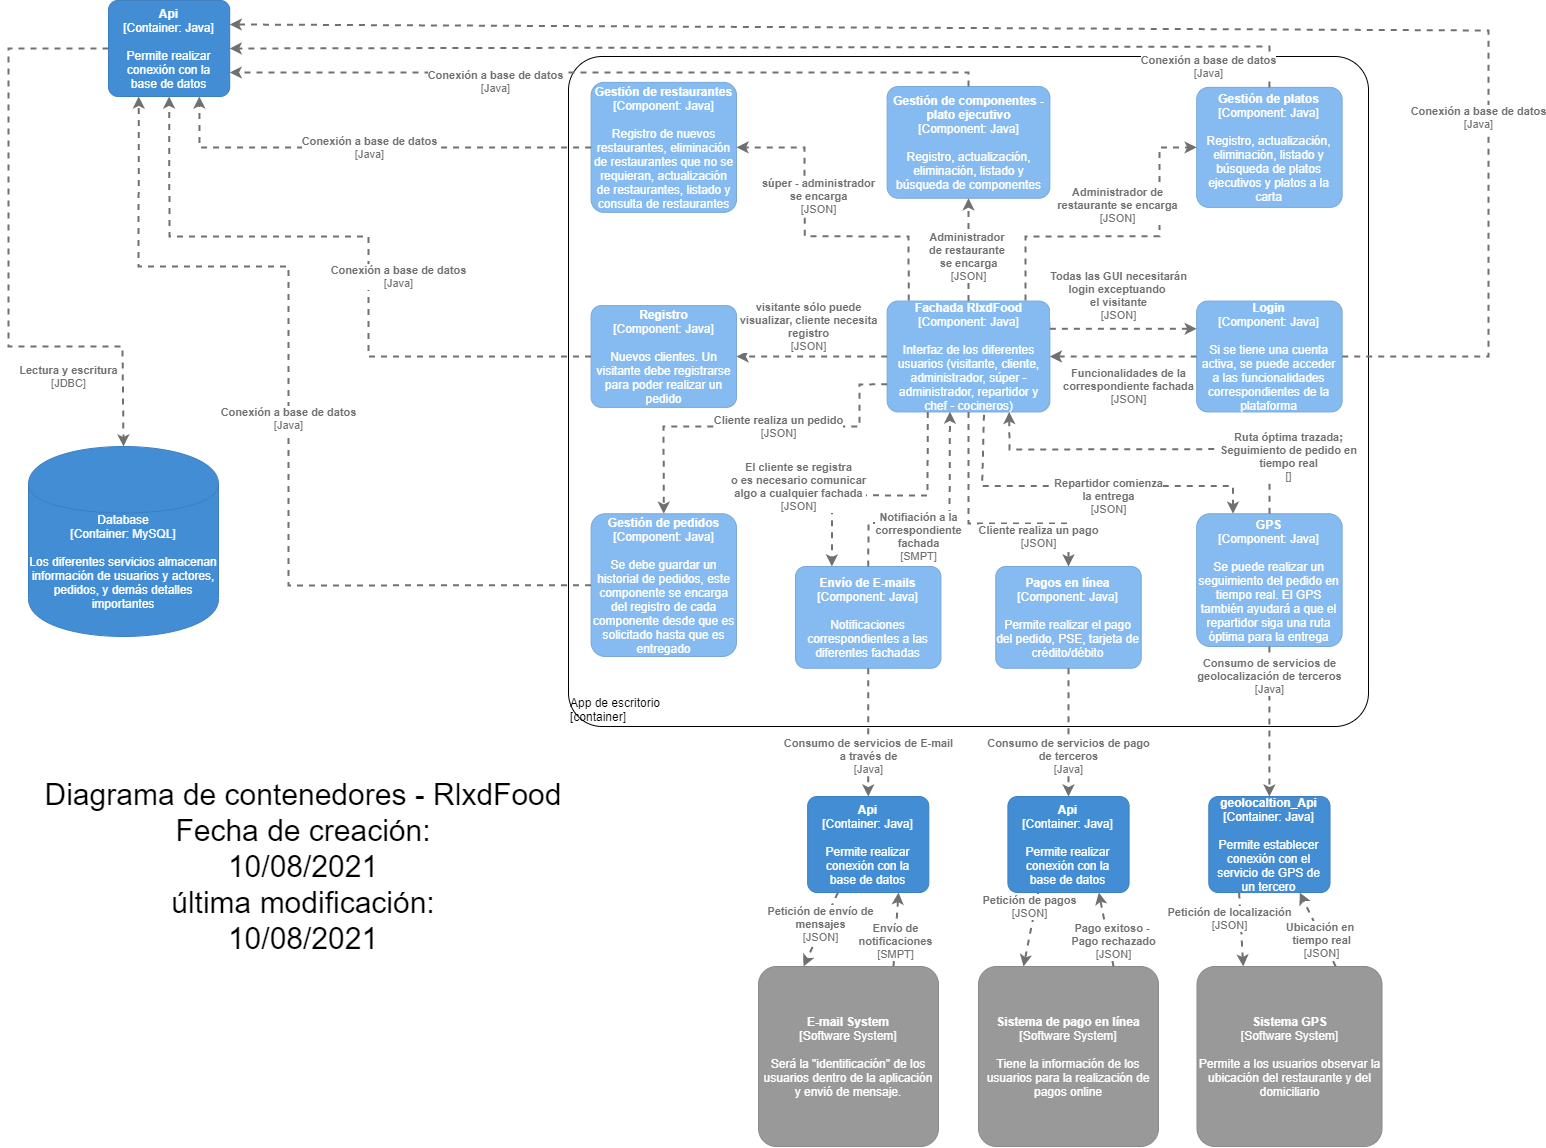 Api
[Container: Java]
Permite realizar
conexión con la
base de datos
Conexión a base de datos
[Java]
Conexión a base de datos
[Java]
Conexión a base de datos
[Java]
Conexión a base de datos
[Java]
Gestión de restaurantes
[Component: Java]
Registro de nuevos
restaurantes, eliminación
de restaurantes que no se
requieran, actualización
de restaurantes, listado y
consulta de restaurantes
Gestión de componentes -
plato ejecutivo
[Component: Java]
Registro, actualización,
eliminación, listado y
búsqueda de componentes
Gestión de platos
[Component: Java]
Registro, actualización,
eliminación, listado y
búsqueda de platos
ejecutivos y platos a la
carta
súper - administrador
se encarga
[JSON]
Administrador de
restaurante se encarga
[JSON]
Administrador
de restaurante
se encarga
[JSON]
Conexión a base de datos
[Java]
Todas las GUI necesitarán
login exceptuando
el visitante
[JSON]
visitante sólo puede
visualizar, cliente necesita
registro
[JSON]
Registro
[Component: Java]
Nuevos clientes. Un
visitante debe registrarse
para poder realizar un
pedido
Fachada RlxdFood
[Component: Java]
Interfaz de los diferentes
usuarios (visitante, cliente,
administrador, súper -
administrador, repartidor y
chef - cocineros)
Login
[Component: Java]
Si se tiene una cuenta
activa, se puede acceder
a las funcionalidades
correspondientes de la
plataforma
Funcionalidades de la
correspondiente fachada
[JSON]
Lectura y escritura
[JDBC]
Conexión a base de datos
[Java]
Cliente realiza un pedido
[JSON]
Ruta óptima trazada;
Seguimiento de pedido en
tiempo real
[]
El cliente se registra
o es necesario comunicar
algo a cualquier fachada
[JSON]
Repartidor comienza
la entrega
[JSON]
Notifiación a la
correspondiente
fachada
[SMPT]
Cliente realiza un pago
[JSON]
Database
[Container: MySQL]
Los diferentes servicio almacenan
información de usuarios y actores,
pedidos, y demás detalles
importantes
Gestión de pedidos
[Component: Java]
Se debe guardar un
historial de pedidos, este
componente se encarga
del registro de cada
componente desde que es
solicitado hasta que es
entregado
Envío de E-mails
[Component: Java]
Notificaciones
correspondientes a las
diferentes fachadas
Pagos en línea
[Component: Java]
Permite realizar el pago
del pedido, PSE, tarjeta de
crédito/débito
GPS
[Component: Java]
Se puede realizar un
seguimiento del pedido en
tiempo real. El GPS
también ayudará a que el
repartidor siga una ruta
óptima para la entrega
App de escritorio
[container]
Consumo de servicios de
geolocalización de terceros
[Java]
Consumo de servicios de E-mail
a través de
[Java]
Consumo de servicios de pago
de terceros
[Java]
Diagrama de contenedores - RlxdFood
Fecha de creación:
10/08/2021
última modificación:
10/08/2021
Api
[Container: Java]
Permite realizar
conexión con la
base de datos
Api
[Container: Java]
Permite realizar
conexión con la
base de datos
geolocaltion_Api
[Container: Java]
Permite establecer
conexión con el
servicio de GPS de
un tercero
Petición de envío de
mensajes
[JSON]
Envío de
notificaciones
[SMPT]
Petición de pagos
[JSON]
Pago exitoso -
Pago rechazado
[JSON]
Petición de localización
[JSON]
Ubicación en
tiempo real
[JSON]
E-mail System
[Software System]
Será la "identificación" de los
usuarios dentro de la aplicación
y envió de mensaje.
Sistema de pago en línea
[Software System]
Tiene la información de los
usuarios para la realización de
pagos online
Sistema GPS
[Software System]
Permite a los usuarios observar la
ubicación del restaurante y del
domiciliario